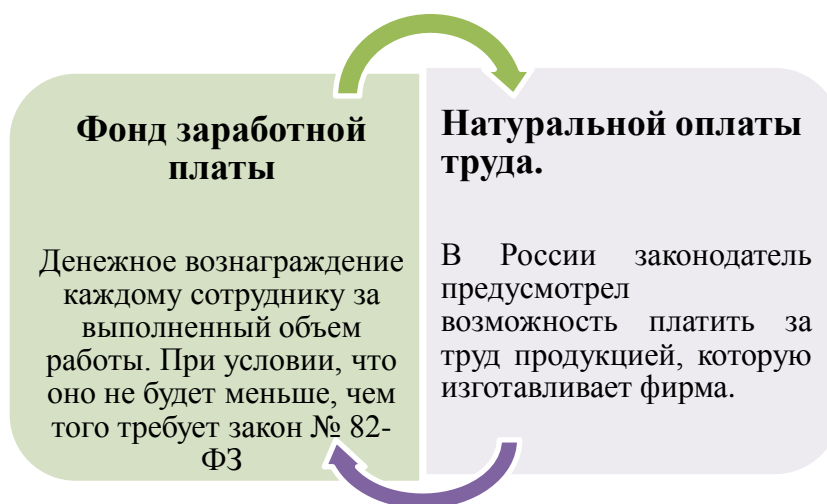 Фонд заработной
платы
Денежное вознаграждение
каждому сотруднику за
выполненный объем
работы. При условии, что
оно не будет меньше, чем
того требует закон № 82-
ФЗ
Натуральной оплаты
труда.
В России законодатель
предусмотрел
возможность платить за
труд продукцией, которую
изготавливает фирма.